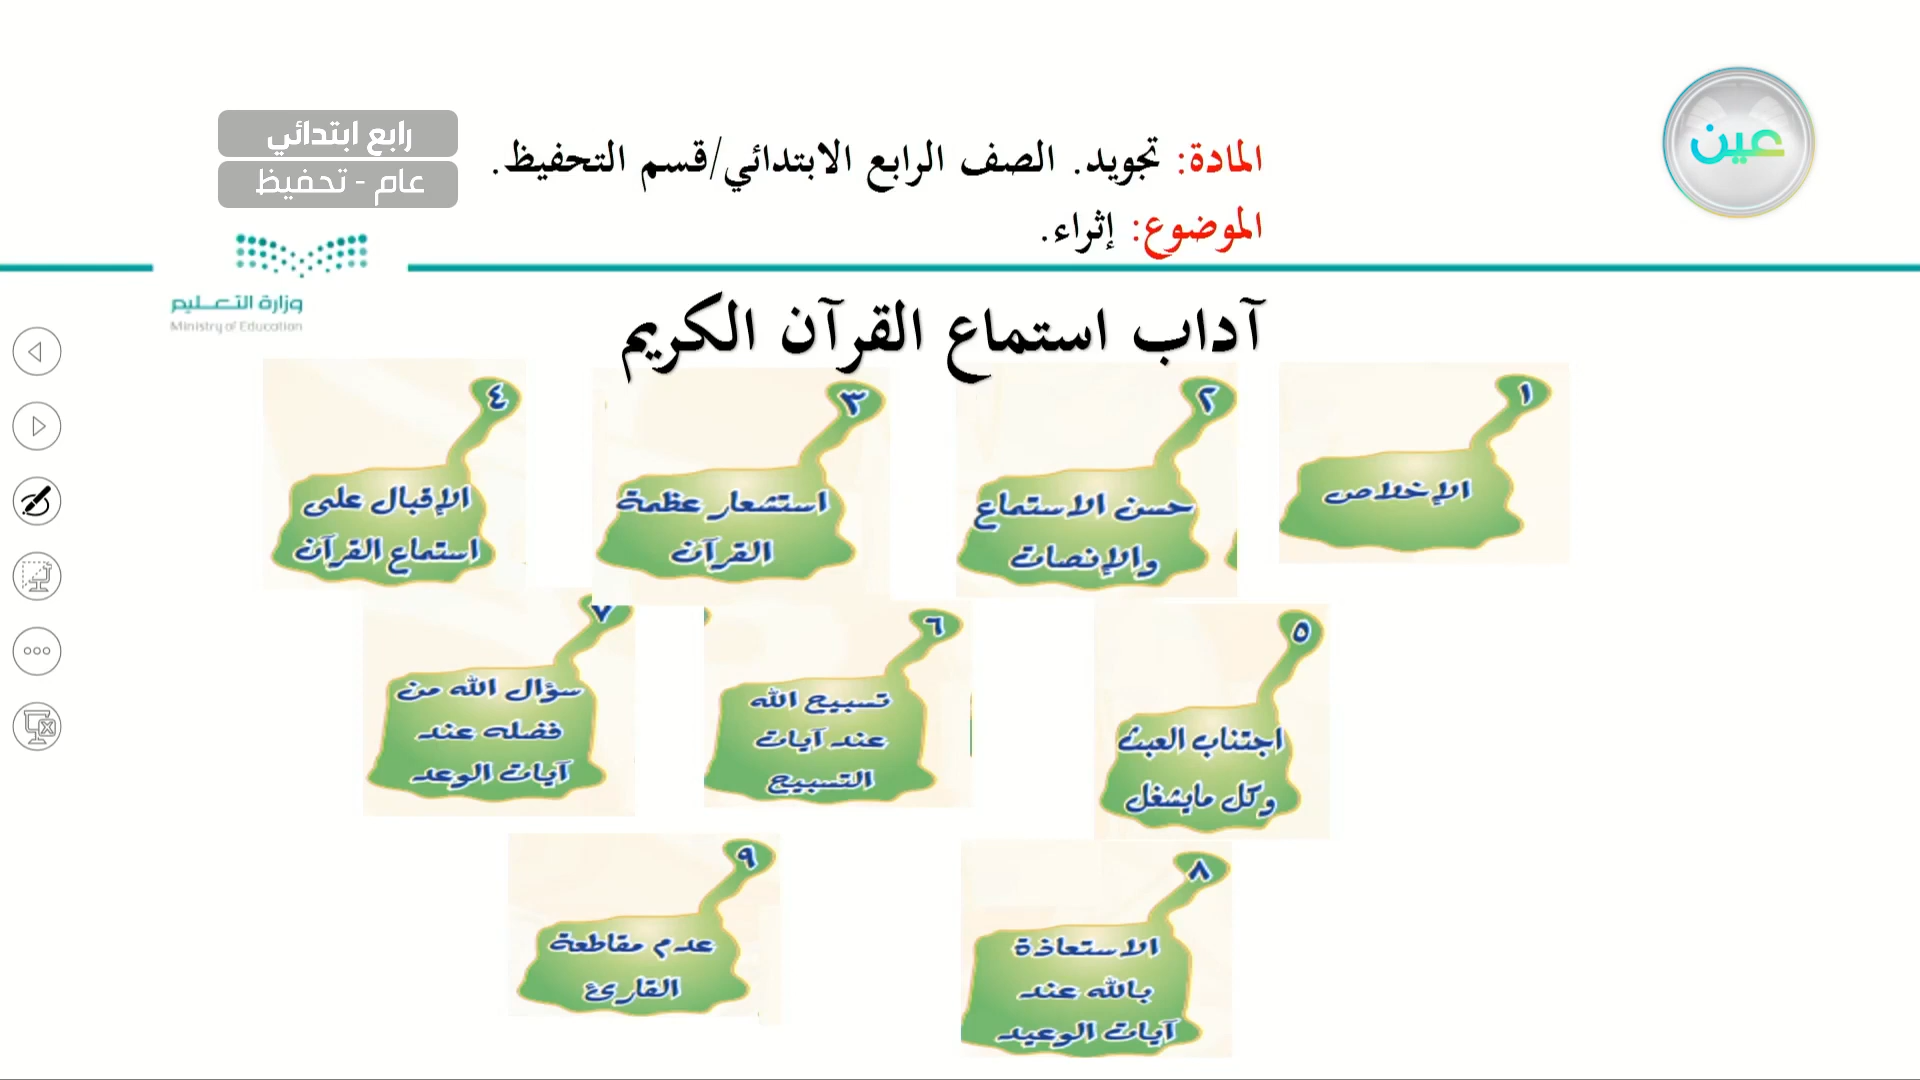 عين
رابع ابتدائي
عام - تحفيظ
المادة: تجويد. الصف الرابع الابتدائي/قسم التحفيظ.
الموضوع: إثراء.
وزارة التعليم
Ministry of Education
آداب استماع القرآن الكريم
١
الإخلاص
٢
حسن الاستماع
والإنصات
٣
استشعار عظمة
القرآن
٤
الإقبال على
استماع القرآن
٥
اجتناب العبث
وكل مايشغل
٦
تسبيح الله
عند آيات
التسبيح
٧
سؤال الله من
فضله عند
آيات الوعد
٨
الاستعاذة
بالله عند
آيات الوعيد
٩
عدم مقاطعة
القارئ